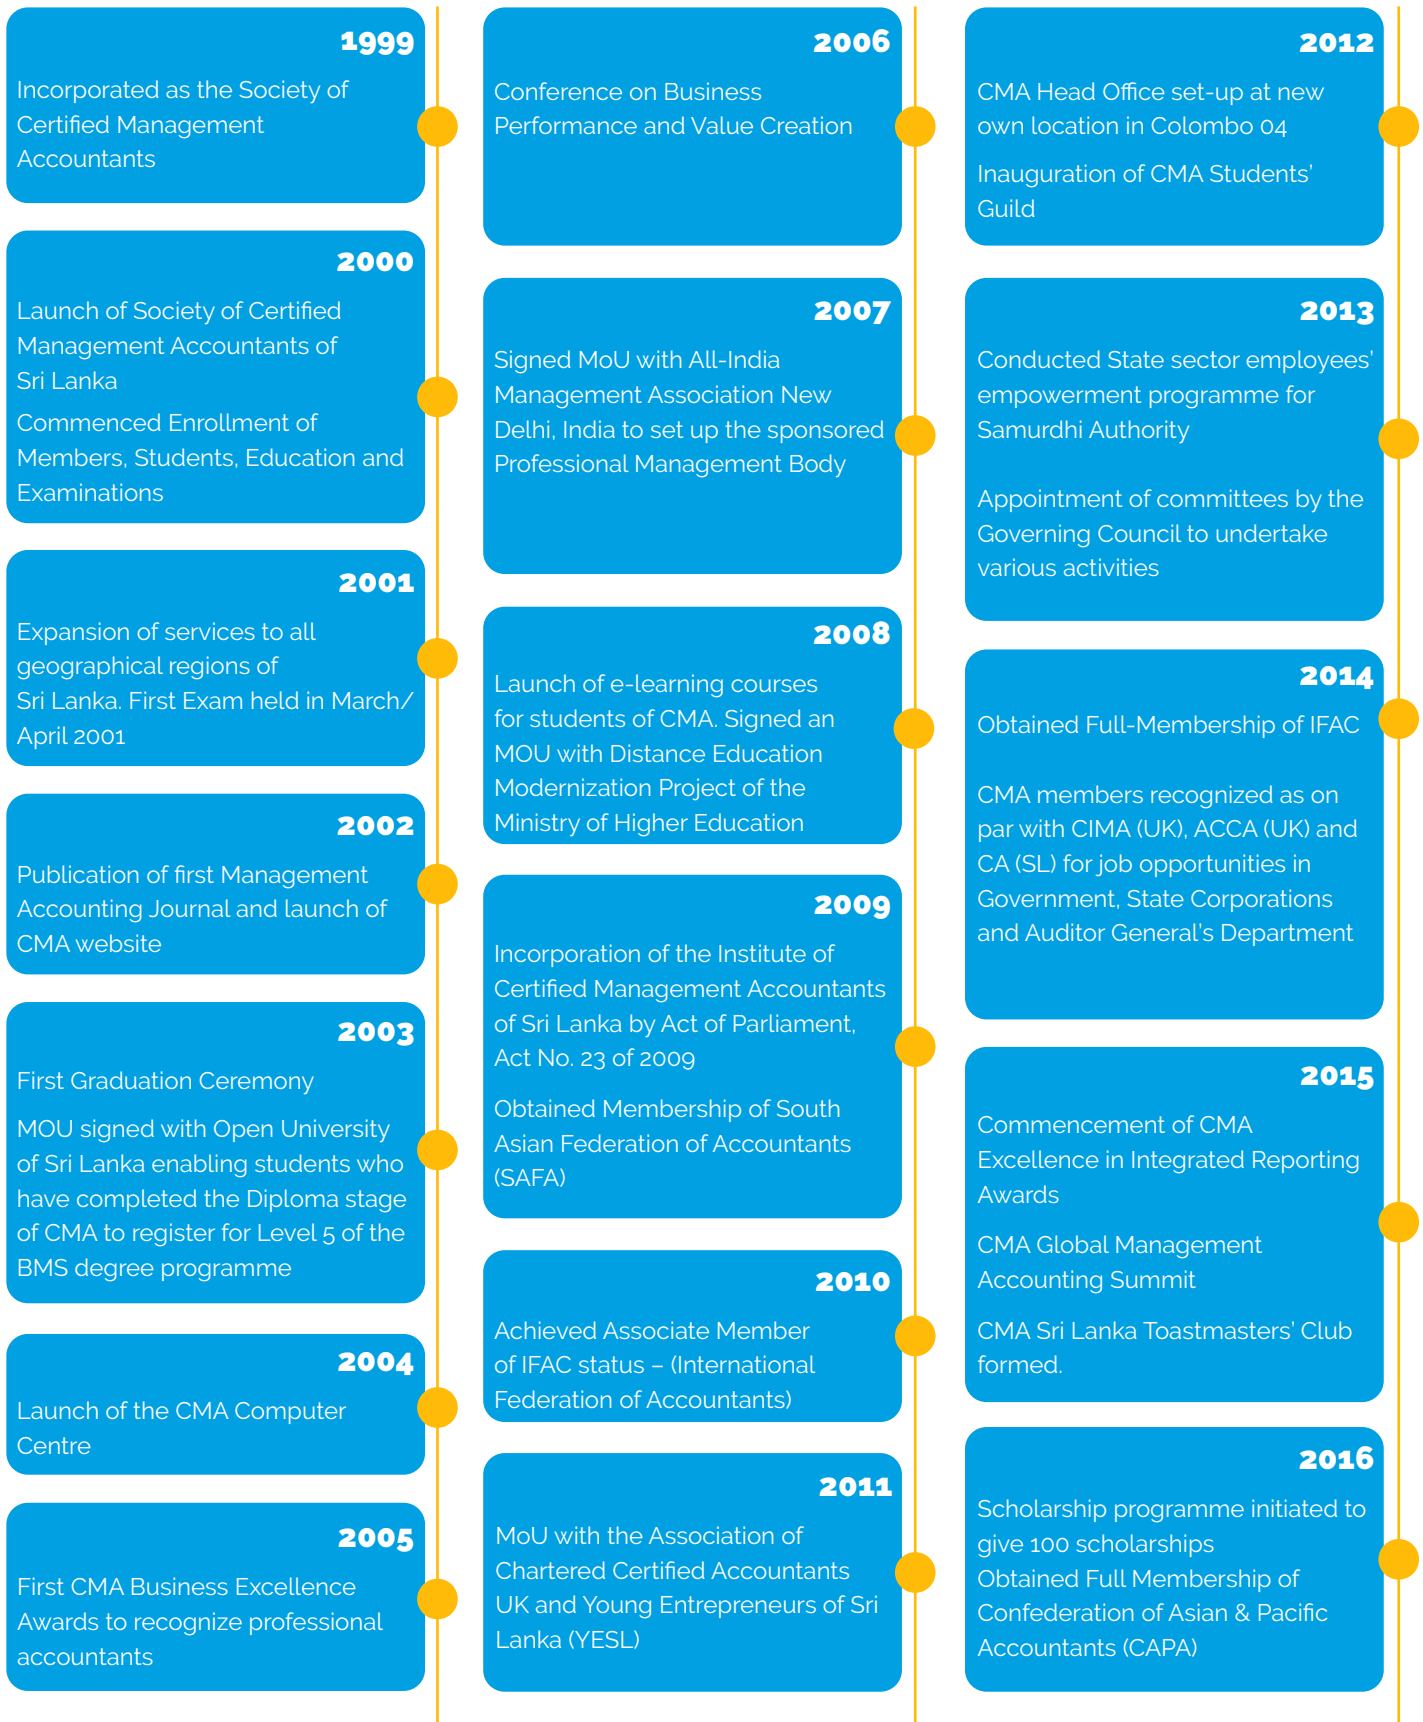 1999
Incorporated as the Society of
Certified Management
Accountants
2000
Launch of Society of Certified
Management Accountants of
Sri Lanka
Commenced Enrollment of
Members, Students, Education and
Examinations
2001
Expansion of services to all
geographical regions of
Sri Lanka. First Exam held in March/
April 2001
2002
Publication of first Management
Accounting Journal and launch of
CMA website
2003
First Graduation Ceremony
MOU signed with Open University
of Sri Lanka enabling students who
have completed the Diploma stage
of CMA to register for Level 5 of the
BMS degree programme
2004
Launch of the CMA Computer
Centre
2005
First CMA Business Excellence
Awards to recognize professional
accountants
2006
Conference on Business
Performance and Value Creation
2007
Signed MoU with All-India
Management Association New
Delhi, India to set up the sponsored
Professional Management Body
2008
Launch of e-learning courses
for students of CMA. Signed an
MOU with Distance Education
Modernization Project of the
Ministry of Higher Education
2009
Incorporation of the Institute of
Certified Management Accountants
of Sri Lanka by Act of Parliament,
Act No. 23 of 2009
Obtained Membership of South
Asian Federation of Accountants
(SAFA)
2010
Achieved Associate Member
of IFAC status – (International
Federation of Accountants)
2011
MoU with the Association of
Chartered Certified Accountants
UK and Young Entrepreneurs of Sri
Lanka (YESL)
2012
CMA Head Office set-up at new
own location in Colombo 04
Inauguration of CMA Students'
Guild
2013
Conducted State sector employees'
empowerment programme for
Samurdhi Authority
Appointment of committees by the
Governing Council to undertake
various activities
2014
Obtained Full-Membership of IFAC
CMA members recognized as on
par with CIMA (UK), ACCA (UK) and
CA (SL) for job opportunities in
Government, State Corporations
and Auditor General's Department
2015
Commencement of CMA
Excellence in Integrated Reporting
Awards
CMA Global Management
Accounting Summit
CMA Sri Lanka Toastmasters' Club
formed.
2016
Scholarship programme initiated to
give 100 scholarships
Obtained Full Membership of
Confederation of Asian & Pacific
Accountants (CAPA)